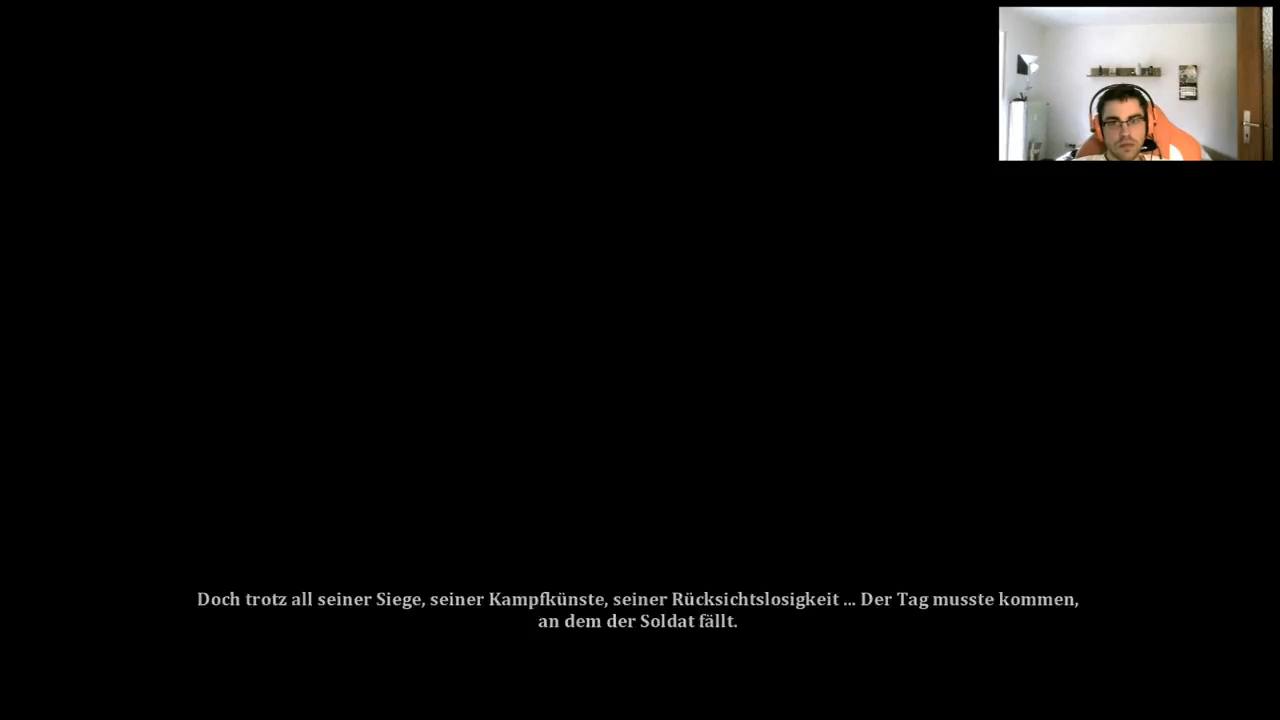 Doch trotz all seiner Siege, seiner Kampfkünste, seiner Rücksichtslosigkeit ... Der Tag musste kommen,
an dem der Soldat fällt.